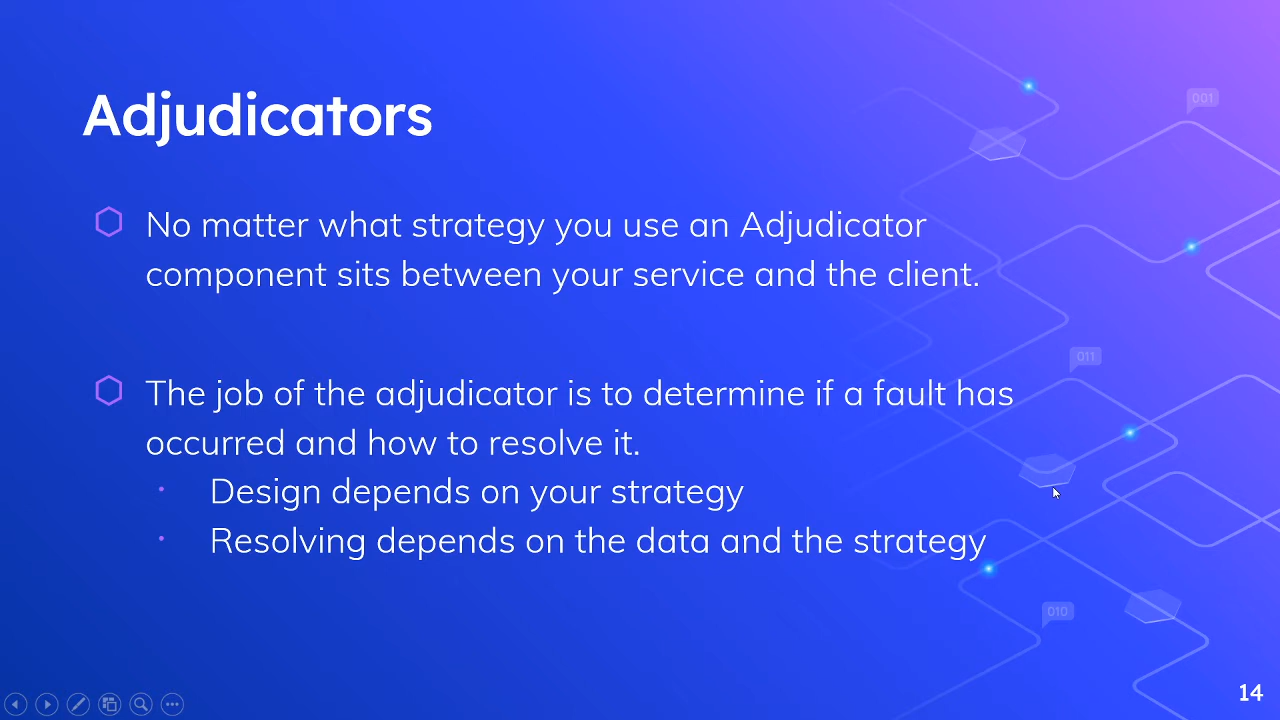 Adjudicators
No matter what strategy you use an Adjudicator
component sits between your service and the client.
The job of the adjudicator is to determine if a fault has
occurred and how to resolve it.
Design depends on your strategy
Resolving depends on the data and the strategy
001
011
010
14